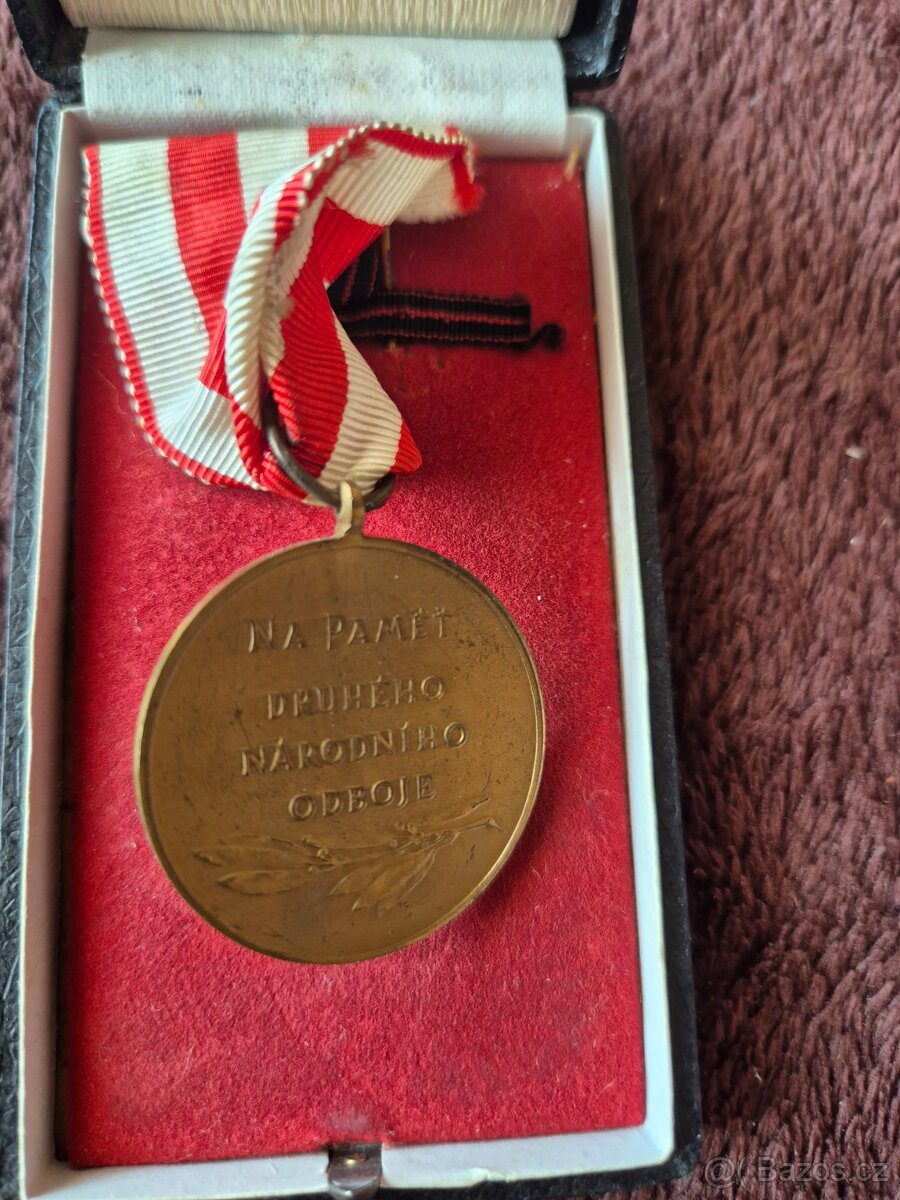 NA PAMĚŤ
DRUHÉHO
NÁRODNÍHO
ODBOJE
@ Bazos.cz